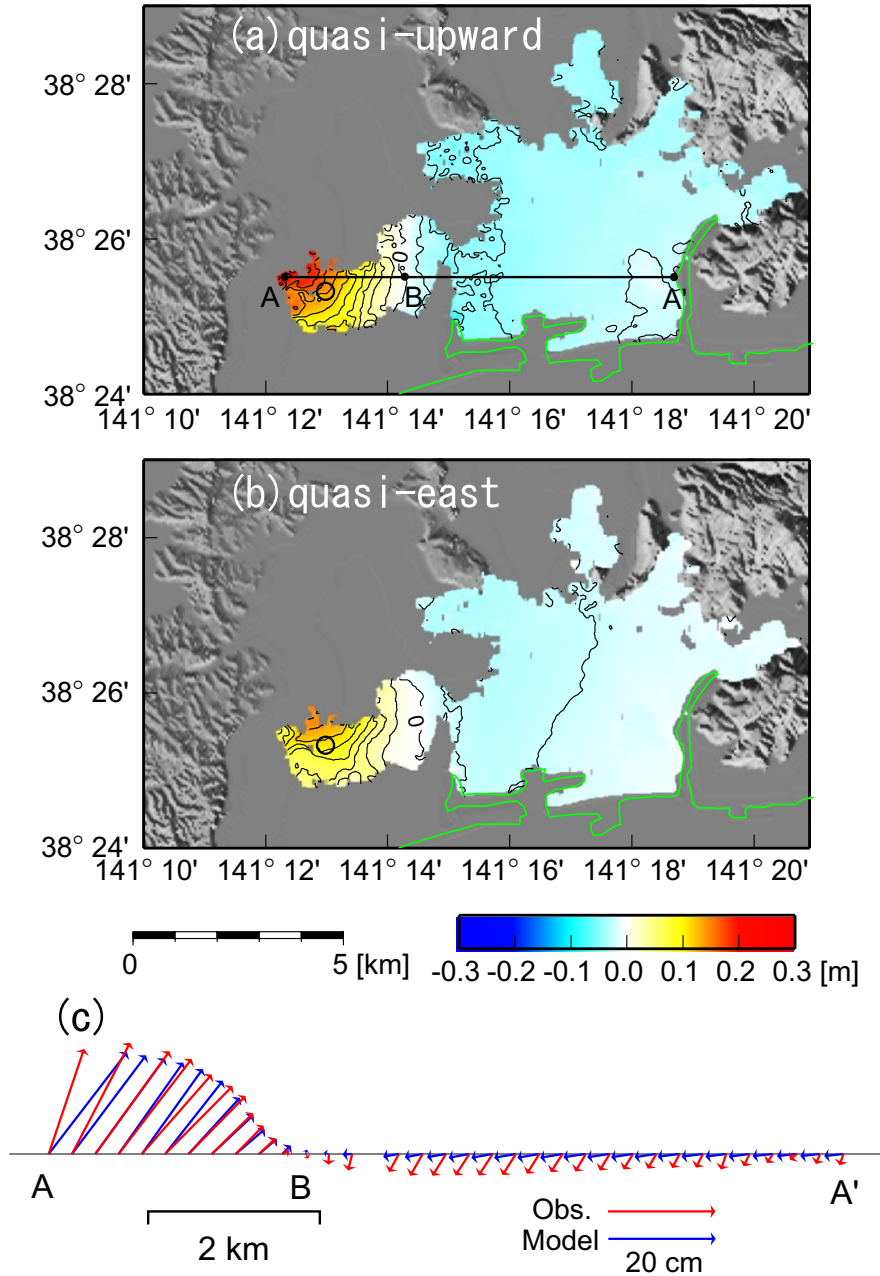 (a)quasi-upward
38° 28'
38° 26'
38° 24'
0
A
B
A'
141° 10' 141° 12' 141° 14' 141° 16' 141° 18' 141° 20'
(b)quasi-east
38° 28'
38° 26'
38° 24'
0
141° 10' 141° 12' 141° 14' 141° 16' 141° 18' 141° 20'
0 5 [km]
-0.3 -0.2 -0.1 0.0 0.1 0.2 0.3 [m]
(c)
A B A'
2 km
Obs.
Model
20 cm